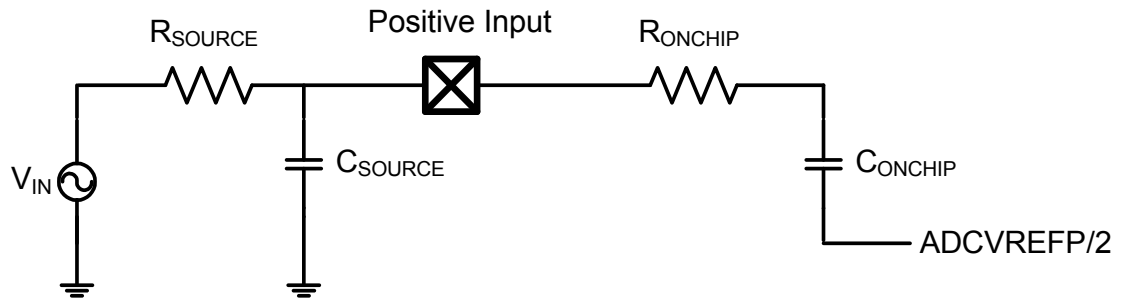 Positive Input
RSOURCE
RONCHIP
VIN
CSOURCE
CONCHIP
ADCVREFP/2